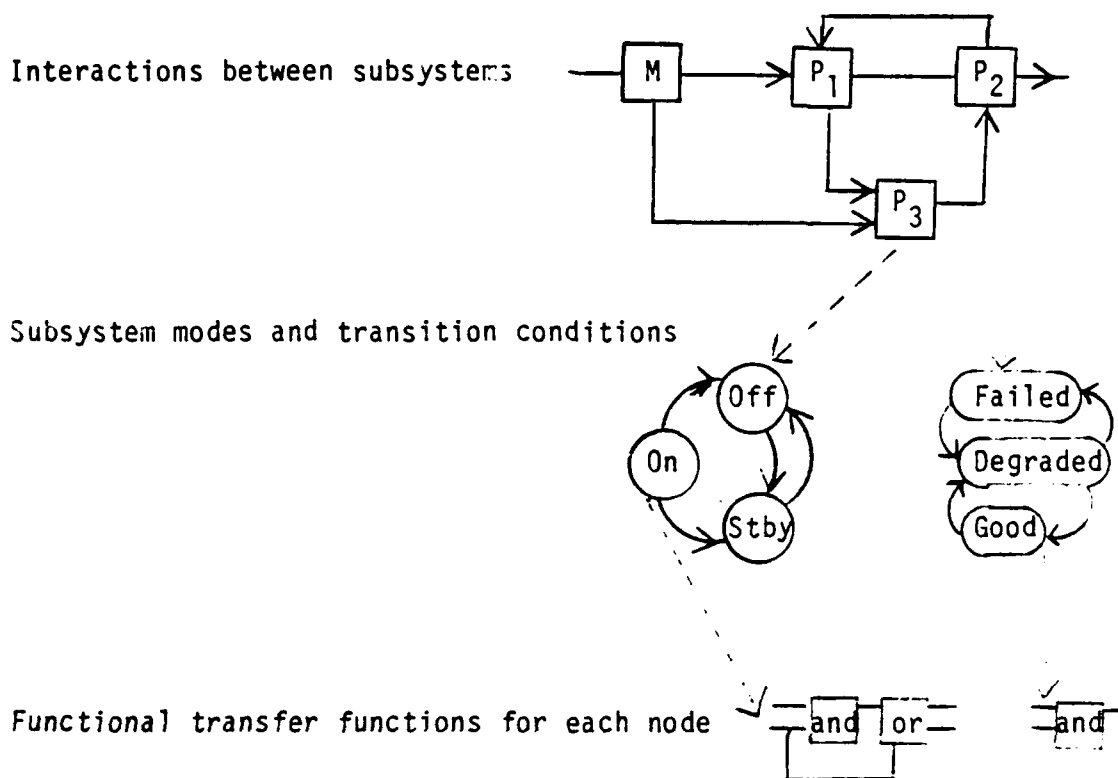 Interactions between subsystems
M
P1
P2
P3
Subsystem modes and transition conditions
Off
On
Stby
Failed
Degraded
Good
Functional transfer functions for each node
and
or
and